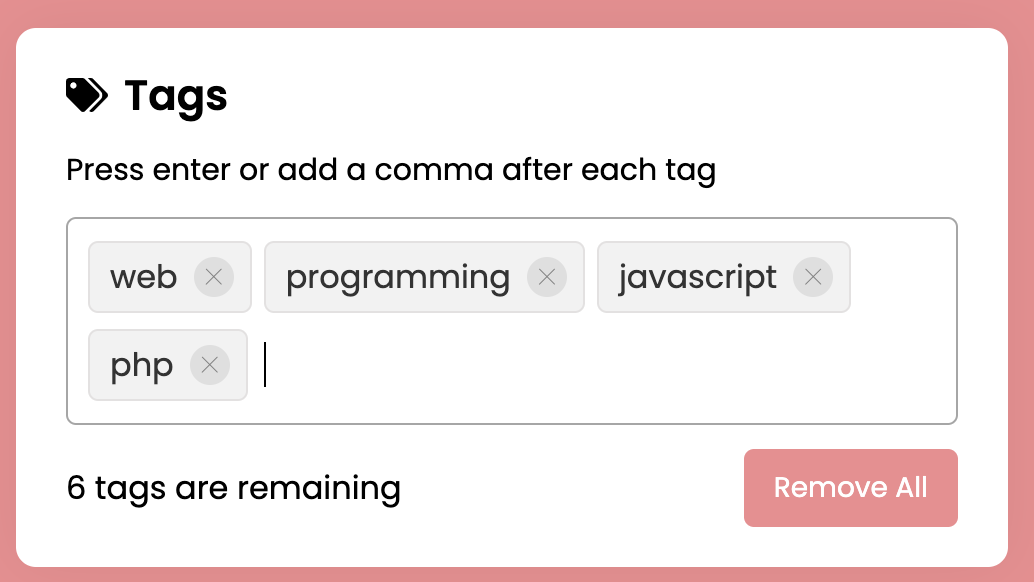 Tags
Press enter or add a comma after each tag
web programming javascript
php
6 tags are remaining
Remove All